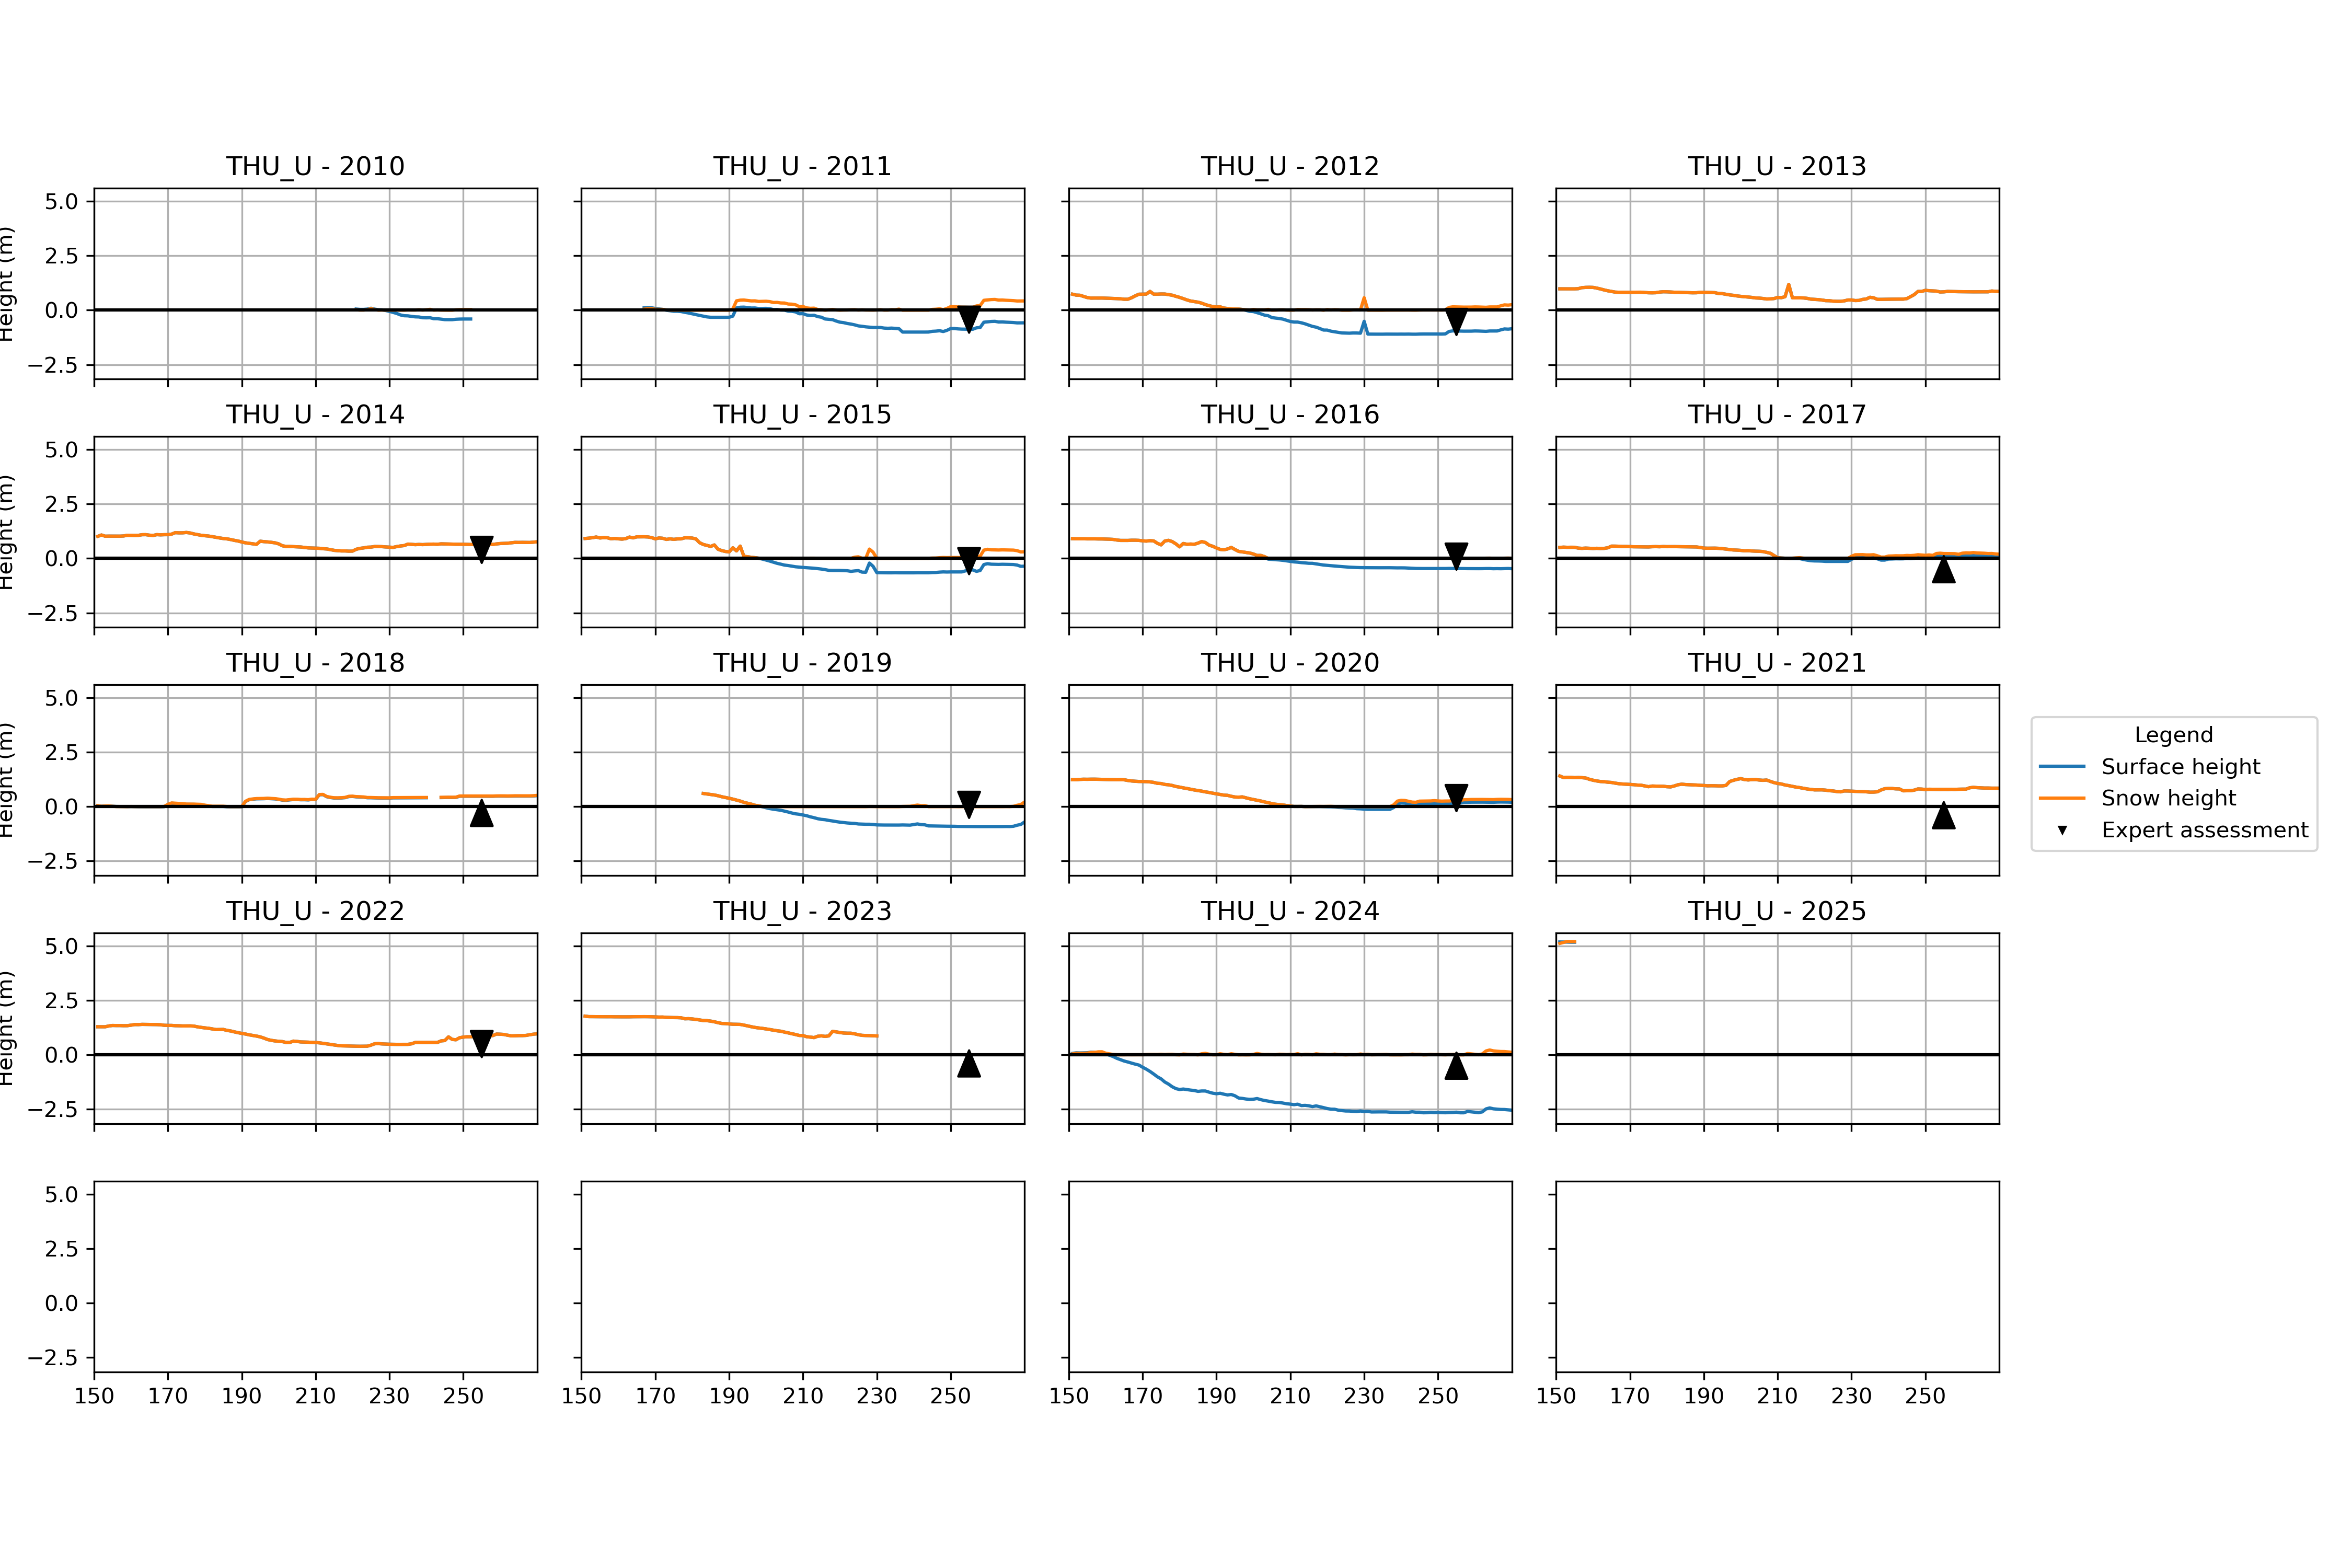 THU_U - 2010
THU_U - 2011
THU_U - 2012
THU_U - 2013
5.0
2.5
0.0
−2.5
Height (m)
THU_U - 2014
THU_U - 2015
THU_U - 2016
THU_U - 2017
5.0
2.5
0.0
−2.5
Height (m)
THU_U - 2018
THU_U - 2019
THU_U - 2020
THU_U - 2021
5.0
2.5
0.0
−2.5
Height (m)
Legend
Surface height
Snow height
Expert assessment
THU_U - 2022
THU_U - 2023
THU_U - 2024
THU_U - 2025
5.0
2.5
0.0
−2.5
Height (m)
5.0
2.5
0.0
−2.5
150 170 190 210 230 250
150 170 190 210 230 250
150 170 190 210 230 250
150 170 190 210 230 250